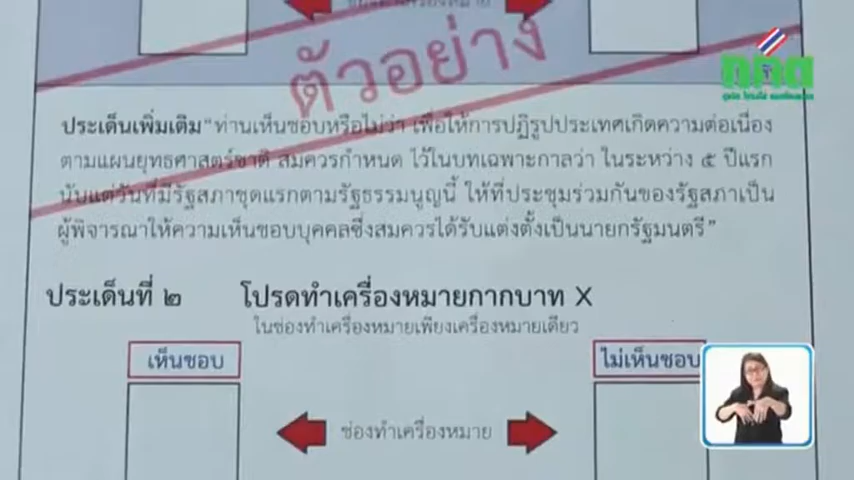 ช่องทำเครื่องหมาย
ตัวอย่าง
ประเด็นเพิ่มเติม "ท่านเห็นชอบหรือไม่ว่า เพื่อให้การปฏิรูปประเทศเกิดความต่อเนื่อง
ตามแผนยุทธศาสตร์ชาติ สมควรกำหนด ไว้ในบทเฉพาะกาลว่า ในระหว่าง ๕ ปีแรก
นับแต่วันที่มีรัฐสภาชุดแรกตามรัฐธรรมนูญนี้ ให้ที่ประชุมร่วมกันของรัฐสภาเป็น
ผู้พิจารณาให้ความเห็นชอบบุคคลซึ่งสมควรได้รับแต่งตั้งเป็นนายกรัฐมนตรี"
ประเด็นที่ ๒ โปรดทำเครื่องหมายกากบาท X
ในช่องทำเครื่องหมายเพียงเครื่องหมายเดียว
เห็นชอบ ไม่เห็นชอบ
ช่องทำเครื่องหมาย